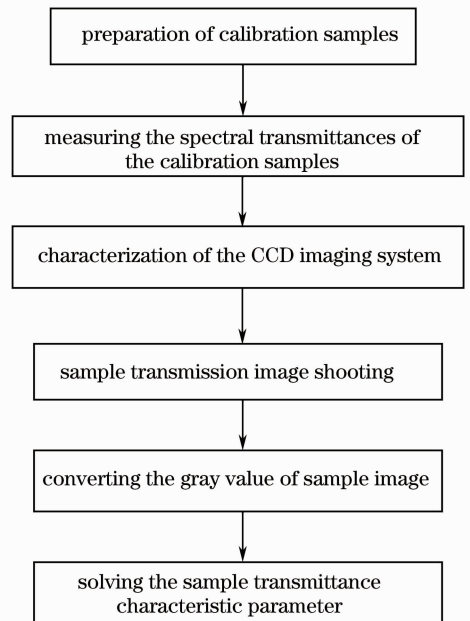 preparation of calibration samples
measuring the spectral transmittances of
the calibration samples
characterization of the CCD imaging system
sample transmission image shooting
converting the gray value of sample image
solving the sample transmittance
characteristic parameter